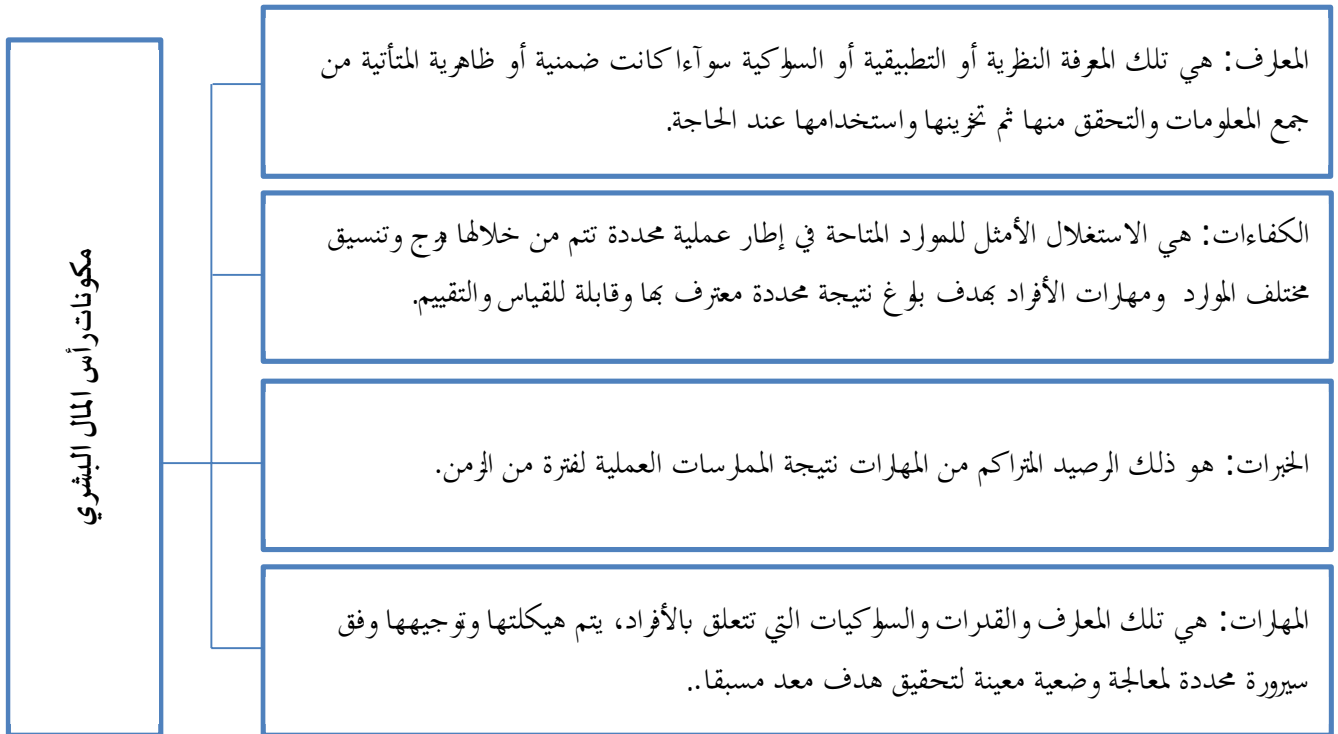 مكونات رأس المال البشري
المعارف: هي تلك المعرفة النظرية أو التطبيقية أو السلوكية سوآءا كانت ضمنية أو ظاهرية المتأتية من
جمع المعلومات والتحقق منها ثم تخزينها واستخدامها عند الحاجة.
الكفاءات: هي الاستغلال الأمثل للموارد المتاحة في إطار عملية محددة تتم من خلالها مزج وتنسيق
مختلف الموارد ومهارات الأفراد بهدف بلوغ نتيجة محددة معترف بها وقابلة للقياس والتقييم.
الخبرات: هو ذلك الرصيد المتراكم من المهارات نتيجة الممارسات العملية لفترة من الزمن.
المهارات: هي تلك المعارف والقدرات والسلوكيات التي تتعلق بالأفراد، يتم هيكلتها وتوجيهها وفق
سيرورة محددة لمعالجة وضعية معينة لتحقيق هدف معد مسبقا..